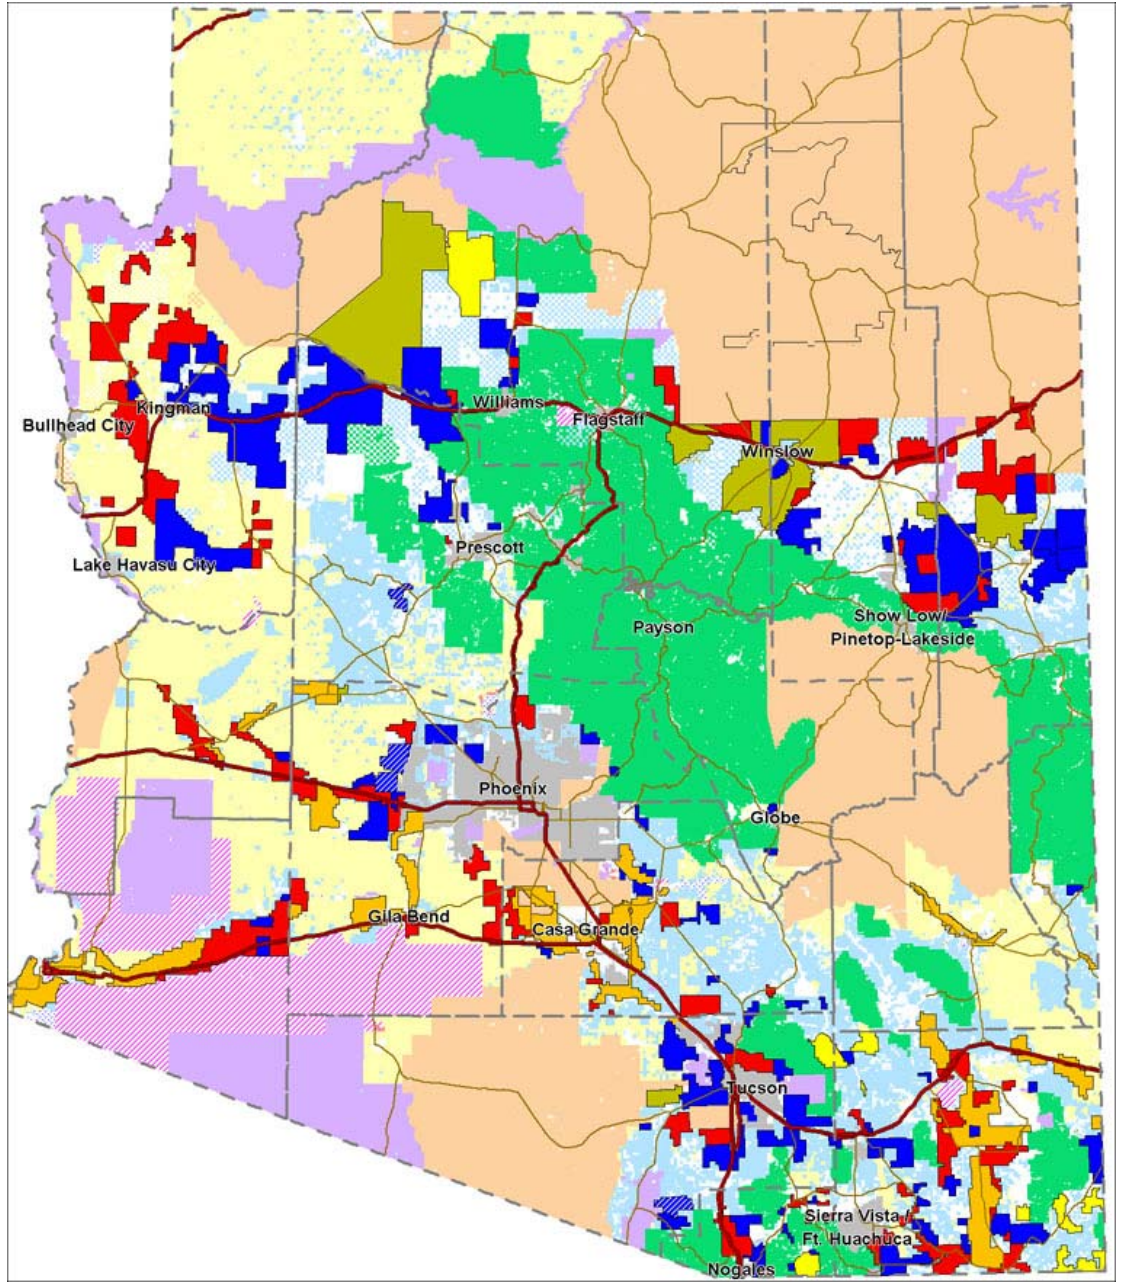 Williams
Kingman
Flagstaff
Bullhead City
Winslow
Prescott
Lake Havasu City
Show Low/
Pinetop-Lakeside
Payson
Phoenix
Globe
Gila Bend
Casa Grande
Tucson
Sierra Vista /
Ft. Huachuca
Nogales